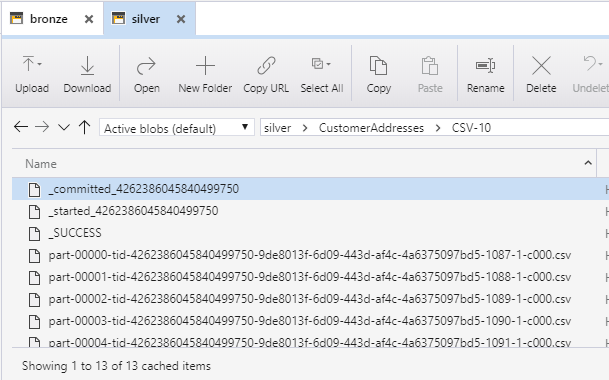 bronze silver
Upload Download Open New Folder Copy URL Select All Copy Paste Rename Delete Undelet
Active blobs (default) silver CustomerAddresses CSV-10
Name
_committed_4262386045840499750
_started_4262386045840499750
_SUCCESS
part-00000-tid-4262386045840499750-9de8013f-6d09-443d-af4c-4a6375097bd5-1087-1-c000.csv
part-00001-tid-4262386045840499750-9de8013f-6d09-443d-af4c-4a6375097bd5-1088-1-c000.csv
part-00002-tid-4262386045840499750-9de8013f-6d09-443d-af4c-4a6375097bd5-1089-1-c000.csv
part-00003-tid-4262386045840499750-9de8013f-6d09-443d-af4c-4a6375097bd5-1090-1-c000.csv
part-00004-tid-4262386045840499750-9de8013f-6d09-443d-af4c-4a6375097bd5-1091-1-c000.csv
Showing 1 to 13 of 13 cached items